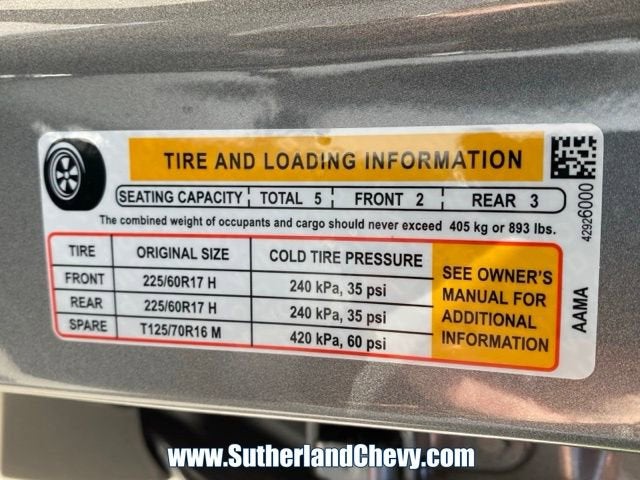 TIRE AND LOADING INFORMATION
SEATING CAPACITY TOTAL 5 FRONT 2 REAR 3
The combined weight of occupants and cargo should never exceed 405 kg or 893 lbs.
TIRE ORIGINAL SIZE COLD TIRE PRESSURE
FRONT 225/60R17 H 240 kPa, 35 psi
REAR 225/60R17 H 240 kPa, 35 psi
SPARE T125/70R16 M 420 kPa, 60 psi
SEE OWNER'S
MANUAL FOR
ADDITIONAL
INFORMATION
42926000
AAMA
www.SutherlandChevy.com